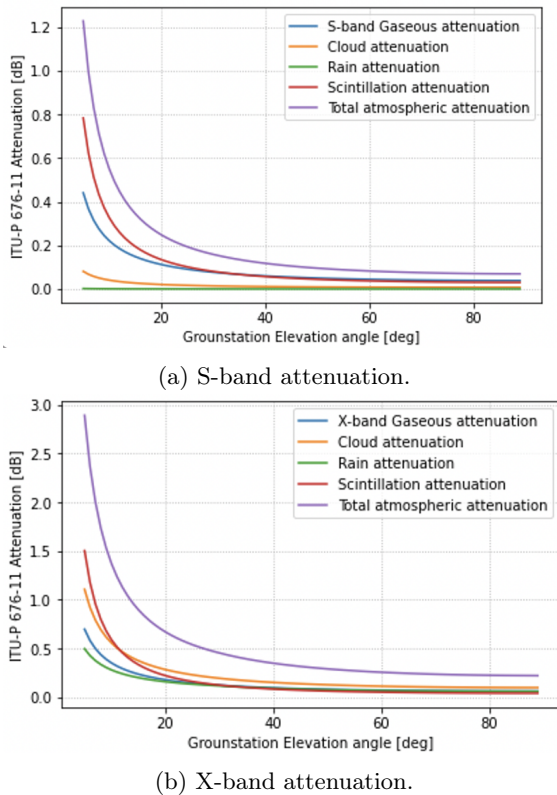 ITU-P 676-11 Attenuation [dB]
1.2
1.0
0.8
0.6
0.4
0.2
0.0
S-band Gaseous attenuation
Cloud attenuation
Rain attenuation
Scintillation attenuation
Total atmospheric attenuation
20 40 60 80
Grounstation Elevation angle [deg]
(a) S-band attenuation.
ITU-P 676-11 Attenuation [dB]
3.0
2.5
2.0
1.5
1.0
0.5
0.0
X-band Gaseous attenuation
Cloud attenuation
Rain attenuation
Scintillation attenuation
Total atmospheric attenuation
20 40 60 80
Grounstation Elevation angle [deg]
(b) X-band attenuation.